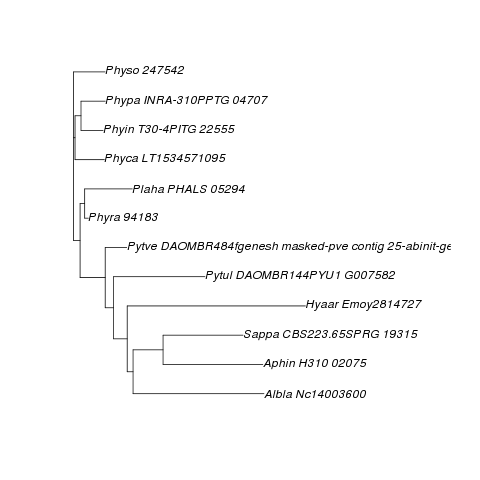 Physo 247542
Phypa INRA-310PPTG 04707
Phyin T30-4PITG 22555
Phyca LT1534571095
Plaha PHALS 05294
Phyra 94183
Pytve DAOMBR484fgenesh masked-pve contig 25-abinit-ge
Pytul DAOMBR144PYU1 G007582
Hyaar Emoy2814727
Sappa CBS223.65SPRG 19315
Aphin H310 02075
Albla Nc14003600